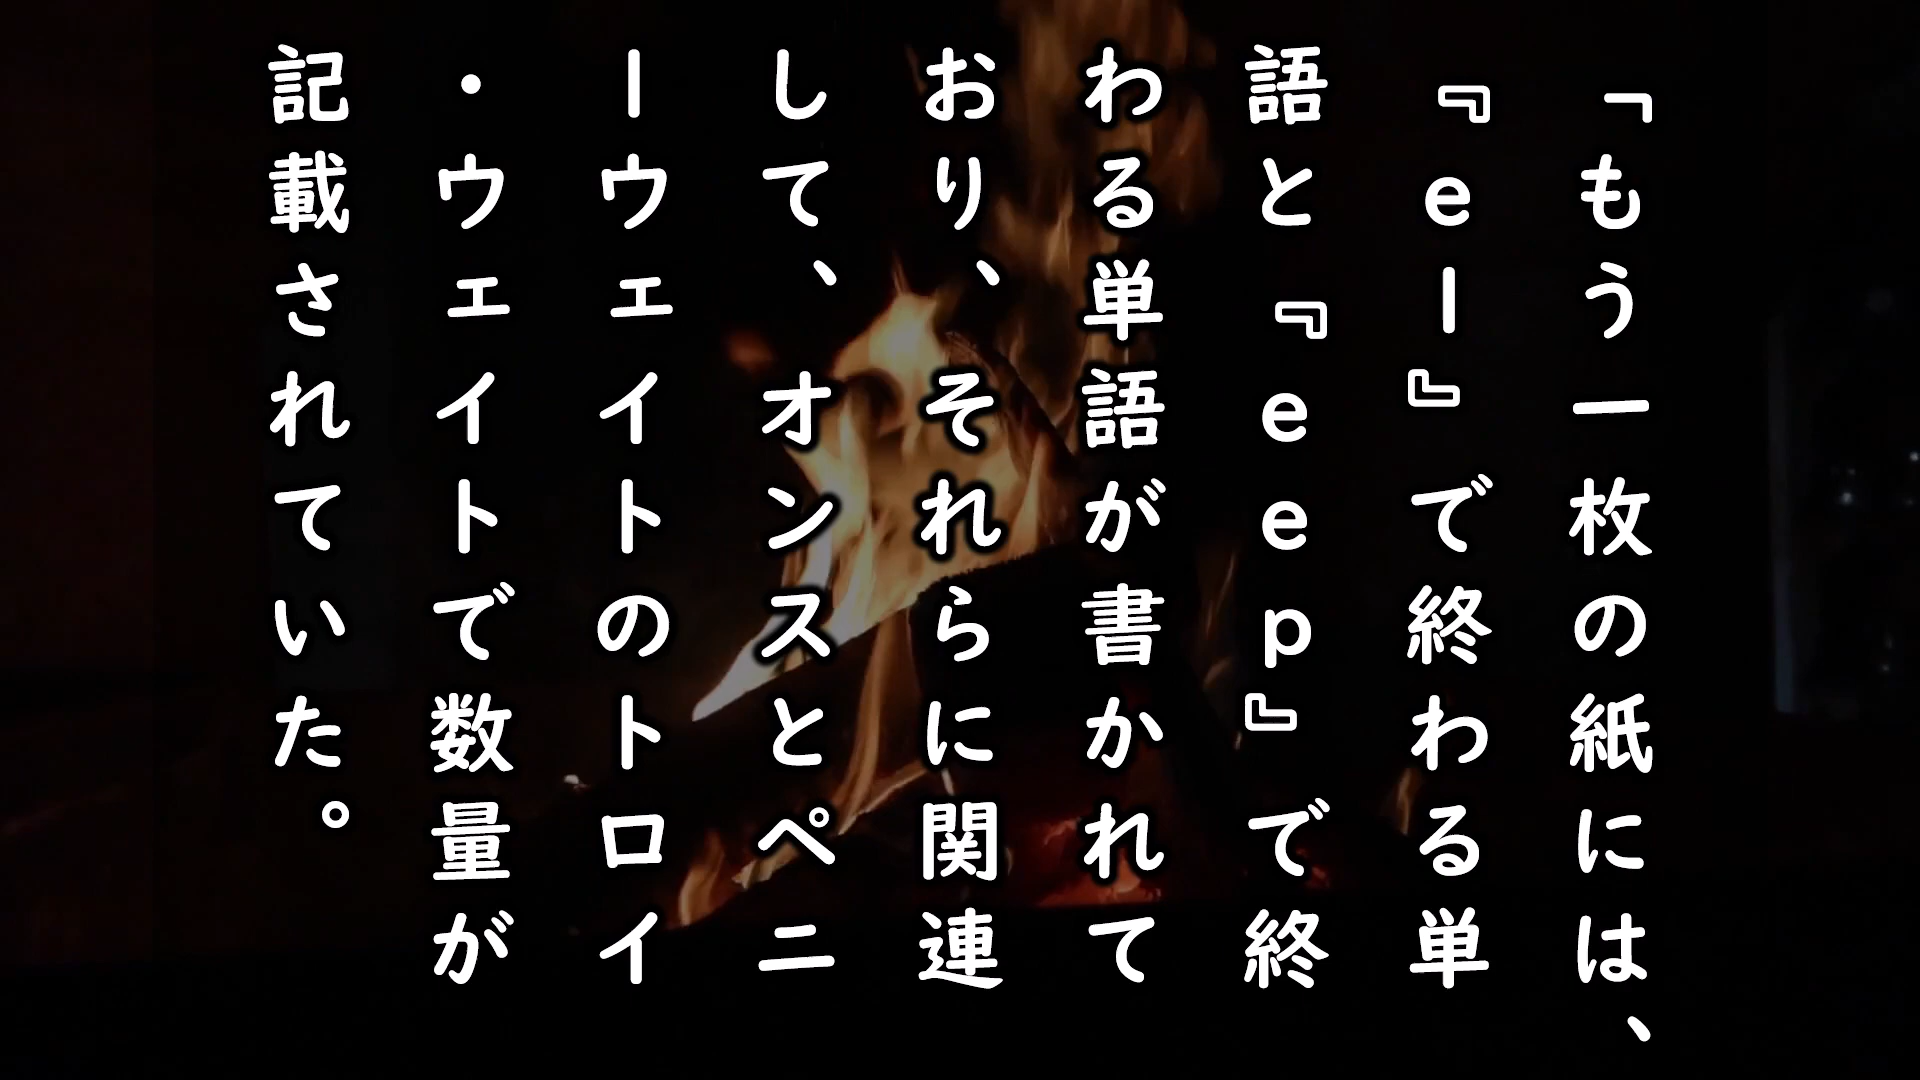 「もう一枚の紙には、
『el』で終わる単
語と『eep』で終
わる単語が書かれて
おり、それらに関連
して、オンスとペニ
ーウェイトのトロイ
・ウェイトで数量が
記載されていた。